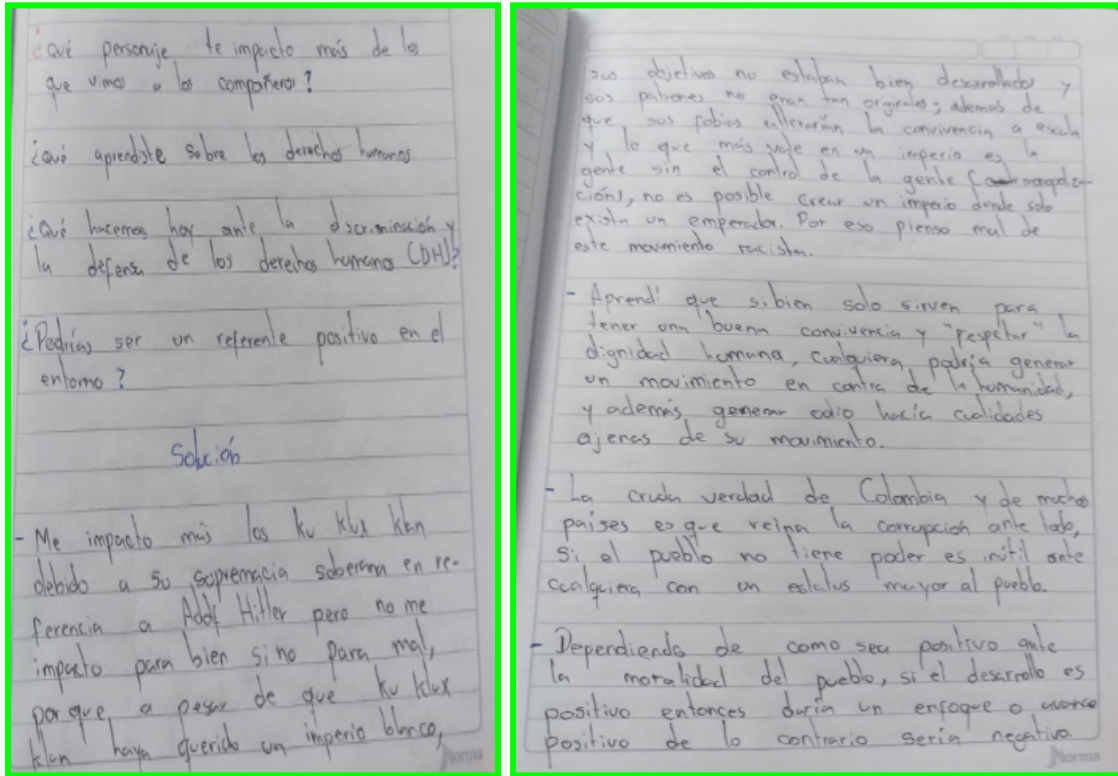 ¿Qué personaje te impacto más de los
que vimos a los compañeros?
¿Qué aprendiste sobre los derechos humanos
¿Qué hacemos hoy ante la discriminación y
la defensa de los derechos humano (DH)?
¿Podrías ser un referente positivo en el
entorno?
Solución
- Me impacto más los ku klux klan
debido a su supremacia soberana en re-
ferencia a Adolf Hitler pero no me
impacto para bien si no para mal,
porque, a pesar de que ku klux
klan haya querido un imperio blanco,
Norma
sus objetivos no estaban bien desarrollados y
sus patrones no eran tan originales; ademas de
que sus fobias la convivencia a escala
y lo que más vale en un imperio es la
gente sin el control de la gente
ción), no es posible crear un imperio donde solo
exista un emperador. Por eso pienso mal de
este movimiento racista.
- Aprendí que si bien solo sirven para
tener una buena convivencia y "respetar" la
dignidad humana, cualquiera podría generar
un movimiento en contra de la humanidad,
y además, generar odio hacía cualidades
ajenas de su movimiento.
- La cruda verdad de Colombia y de muchos
países es que reina la corrupción ante todo,
si el pueblo no tiene poder es inútil ante
cualquiera con un estatus mayor al pueblo.
- Dependiendo de como sea positivo ante
la moralidad del pueblo, si el desarrollo es
positivo entonces daría un enfoque o avance
positivo de lo contrario sería negativo
Norma